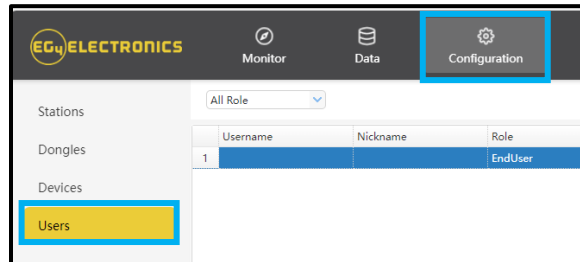 EG4 ELECTRONICS
Monitor
Data
Configuration
Stations
Dongles
Devices
Users
All Role
Username Nickname Role
1 EndUser